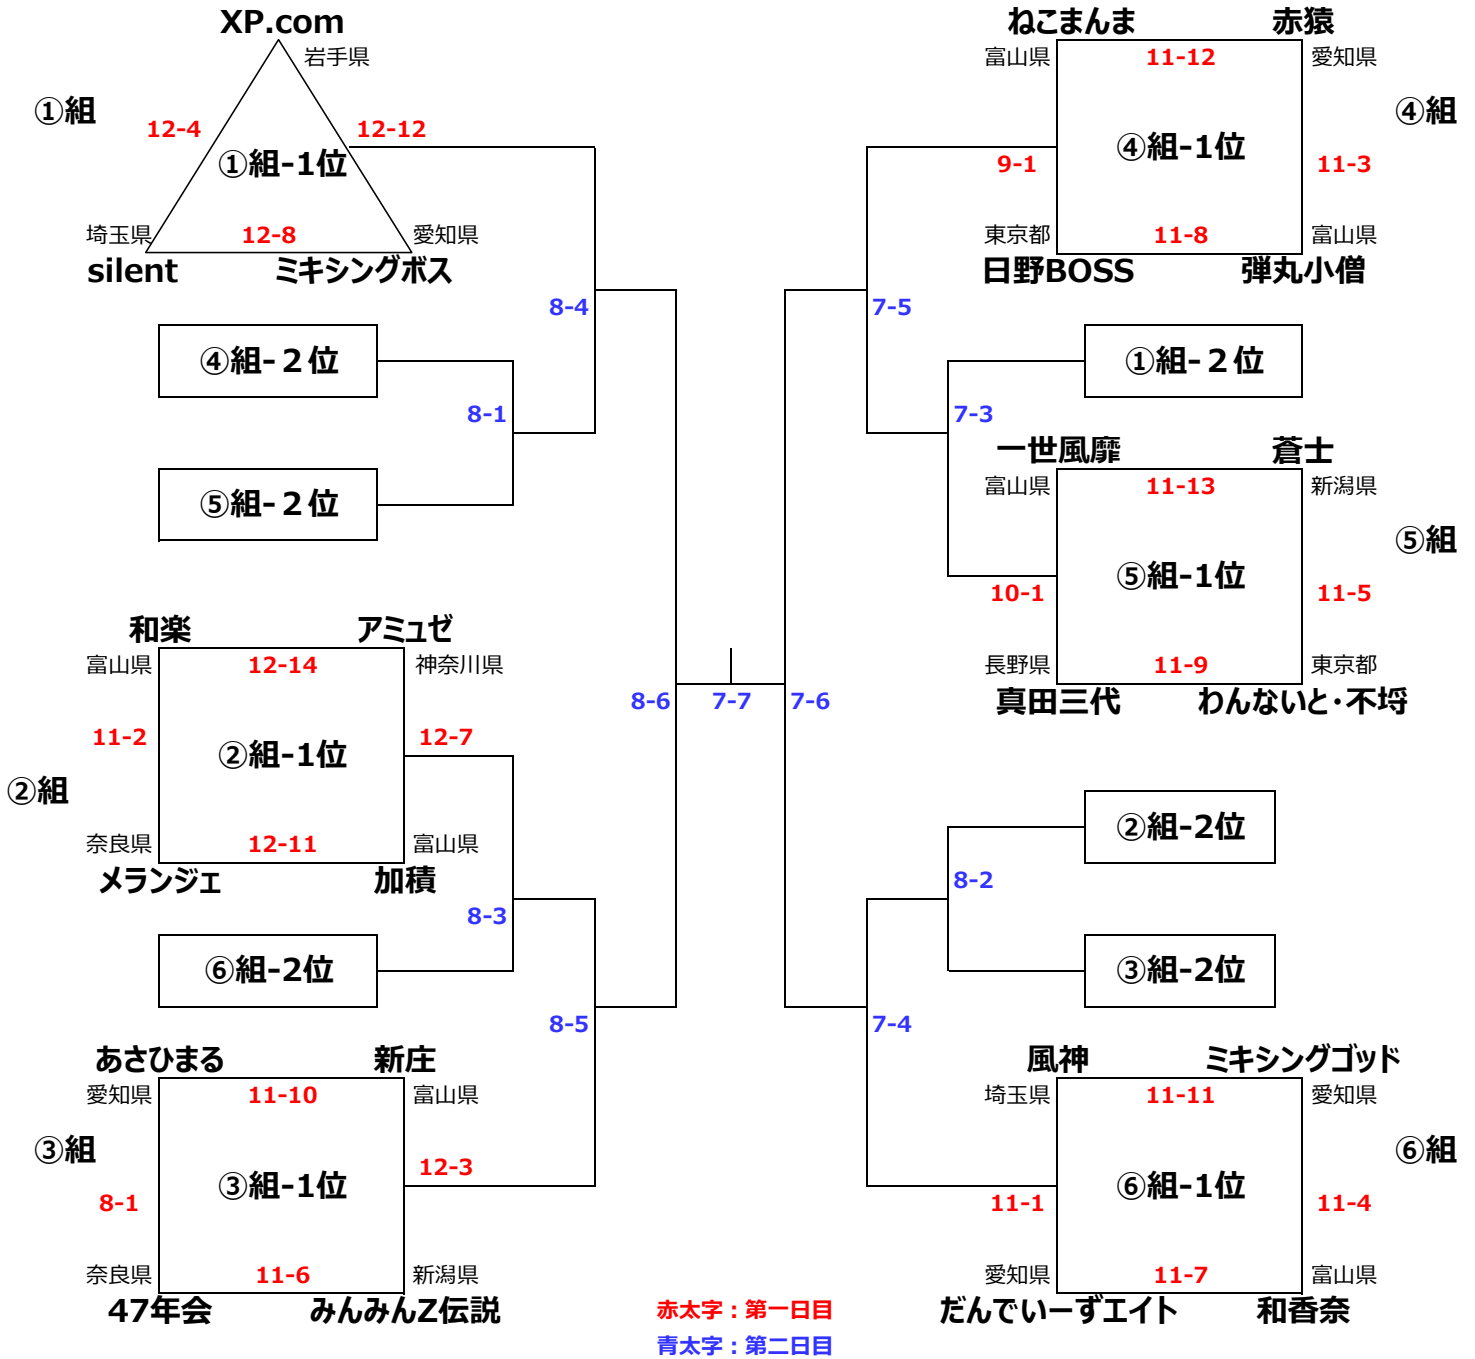 XP.com
岩手県
①組
12-4
12-12
①組-1位
埼玉県
12-8
愛知県
silent
ミキシングボス
8-4
④組-２位
8-1
⑤組-２位
和楽
アミュゼ
富山県
12-14
神奈川県
11-2
②組-1位
12-7
②組
奈良県
12-11
富山県
メランジェ
加積
8-3
⑥組-2位
8-5
あさひまる
新庄
愛知県
11-10
富山県
③組
③組-1位
12-3
8-1
奈良県
11-6
新潟県
47年会
みんみんZ伝説
8-6
7-7
7-6
ねこまんま
赤猿
富山県
11-12
愛知県
④組
9-1
④組-1位
11-3
東京都
11-8
富山県
日野BOSS
弾丸小僧
7-5
①組-２位
7-3
一世風靡
蒼士
富山県
11-13
新潟県
⑤組
10-1
⑤組-1位
11-5
長野県
11-9
東京都
真田三代
わんないと・不埒
②組-2位
8-2
③組-2位
7-4
風神
ミキシングゴッド
埼玉県
11-11
愛知県
⑥組
11-1
⑥組-1位
11-4
愛知県
11-7
富山県
だんでぃーずエイト
和香奈
赤太字：第一日目
青太字：第二日目